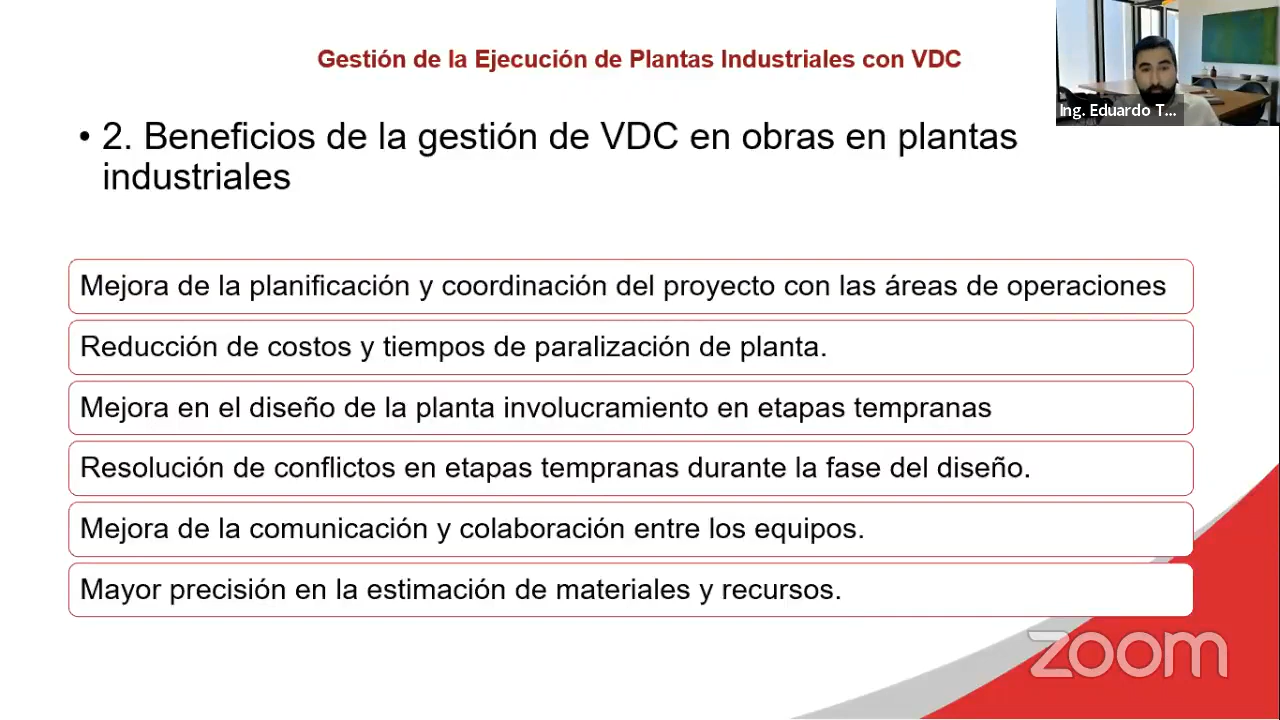 Gestión de la Ejecución de Plantas Industriales con VDC
Ing. Eduardo T...
• 2. Beneficios de la gestión de VDC en obras en plantas
industriales
Mejora de la planificación y coordinación del proyecto con las áreas de operaciones
Reducción de costos y tiempos de paralización de planta.
Mejora en el diseño de la planta involucramiento en etapas tempranas
Resolución de conflictos en etapas tempranas durante la fase del diseño.
Mejora de la comunicación y colaboración entre los equipos.
Mayor precisión en la estimación de materiales y recursos.
zoom